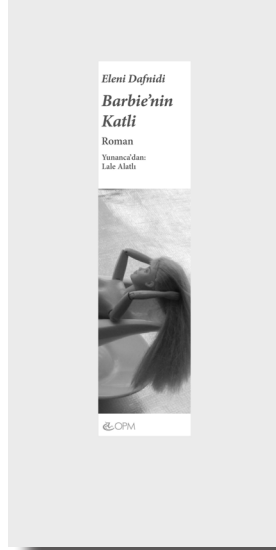 Eleni Dafnidi
Barbie'nin
Katli
Roman
Yunanca'dan:
Lale Alatlı
OPM